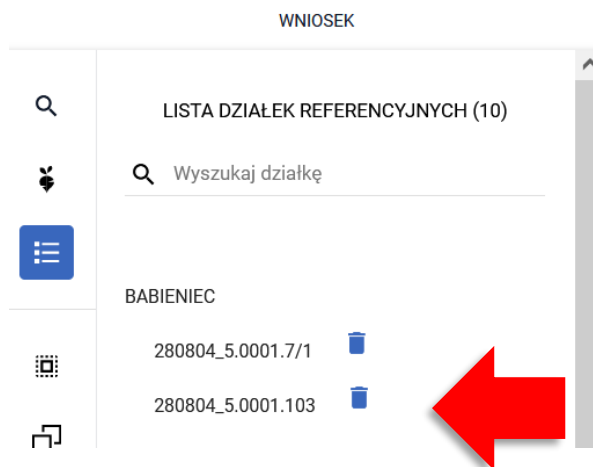 WNIOSEK
LISTA DZIAŁEK REFERENCYJNYCH (10)
Wyszukaj działkę
BABIENIEC
280804_5.0001.7/1
280804_5.0001.103